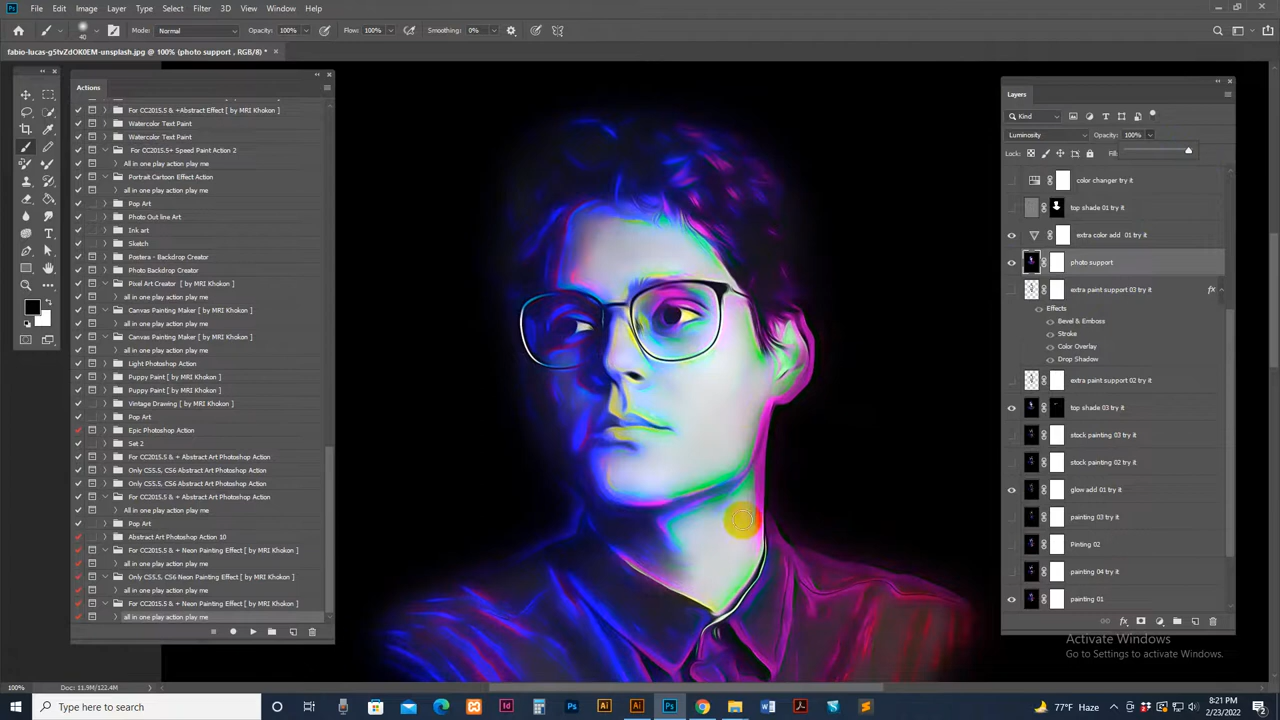 File Edit Image Layer Type Select Filter 3D View Window Help
40 Mode: Normal Opacity: 100% Flow: 100% Smoothing: 0%
fabio-lucas-g5tvZdOK0EM-unsplash.jpg @ 100% (photo support , RGB/8) *
Actions
For CC2015.5 & +Abstract Effect [ by MRI Khokon ]
Watercolor Text Paint
Watercolor Text Paint
For CC2015.5+ Speed Paint Action 2
All in one play action play me
Portrait Cartoon Effect Action
all in one play action play me
Pop Art
Photo Out line Art
Ink art
Sketch
Postera - Backdrop Creator
Photo Backdrop Creator
Pixel Art Creator [ by MRI Khokon ]
all in one play action play me
Canvas Painting Maker [ by MRI Khokon ]
all in one play action play me
Canvas Painting Maker [ by MRI Khokon ]
all in one play action play me
Light Photoshop Action
Puppy Paint [ by MRI Khokon ]
Puppy Paint [ by MRI Khokon ]
Vintage Drawing [ by MRI Khokon ]
Pop Art
Epic Photoshop Action
Set 2
For CC2015.5 & + Abstract Art Photoshop Action
Only CS5.5, CS6 Abstract Art Photoshop Action
Only CS5.5, CS6 Abstract Art Photoshop Action
For CC2015.5 & + Abstract Art Photoshop Action
All in one play action play me
Pop Art
Abstract Art Photoshop Action 10
For CC2015.5 & + Neon Painting Effect [ by MRI Khokon ]
all in one play action play me
Only CS5.5, CS6 Neon Painting Effect [ by MRI Khokon ]
all in one play action play me
For CC2015.5 & + Neon Painting Effect [ by MRI Khokon ]
all in one play action play me
Layers
Kind
Luminosity Opacity: 100%
Lock: Fill:
color changer try it
top shade 01 try it
extra color add 01 try it
photo support
extra paint support 03 try it fx
Effects
Bevel & Emboss
Stroke
Color Overlay
Drop Shadow
extra paint support 02 try it
top shade 03 try it
stock painting 03 try it
stock painting 02 try it
glow add 01 try it
painting 03 try it
Pinting 02
painting 04 try it
painting 01
Activate Windows
Go to Settings to activate Windows.
100% Doc: 11.9M/122.4M
Type here to search
77°F Haze
8:21 PM
2/23/2022